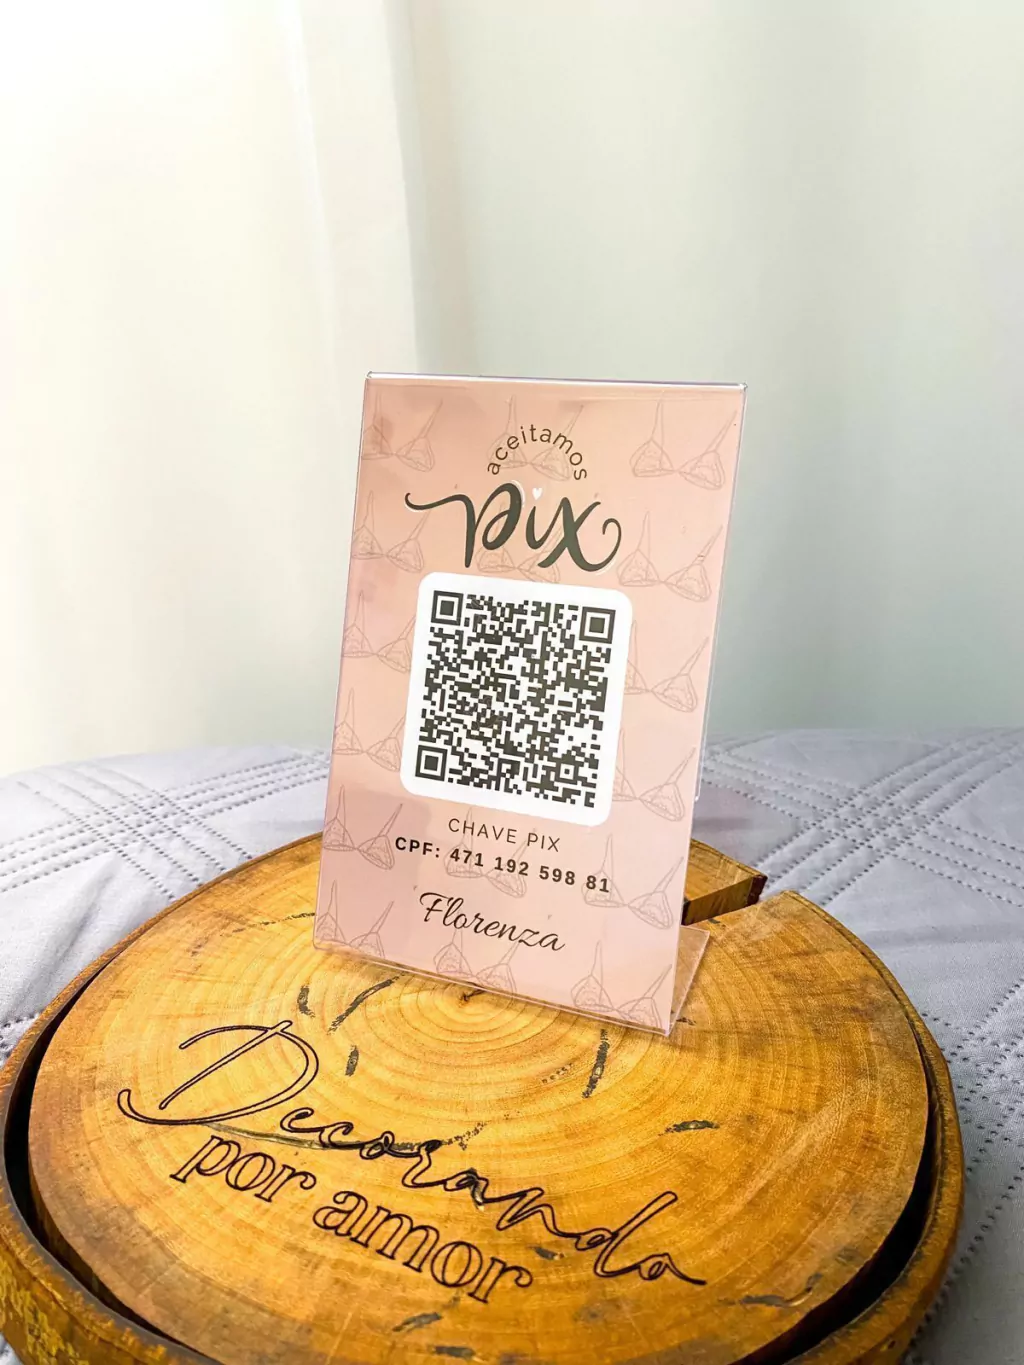 aceitamos
pix
CHAVE PIX
CPF: 471 192 598 81
Florenza
Decorando
por amor